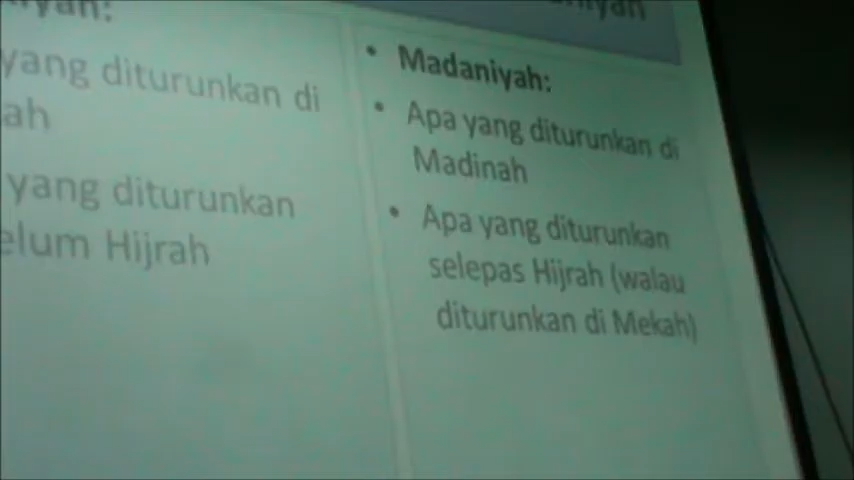 yang diturunkan di
ah
yang diturunkan
elum Hijrah
Madaniyah:
Apa yang diturunkan di
Madinah
Apa yang diturunkan
selepas Hijrah (walau
diturunkan di Mekah)